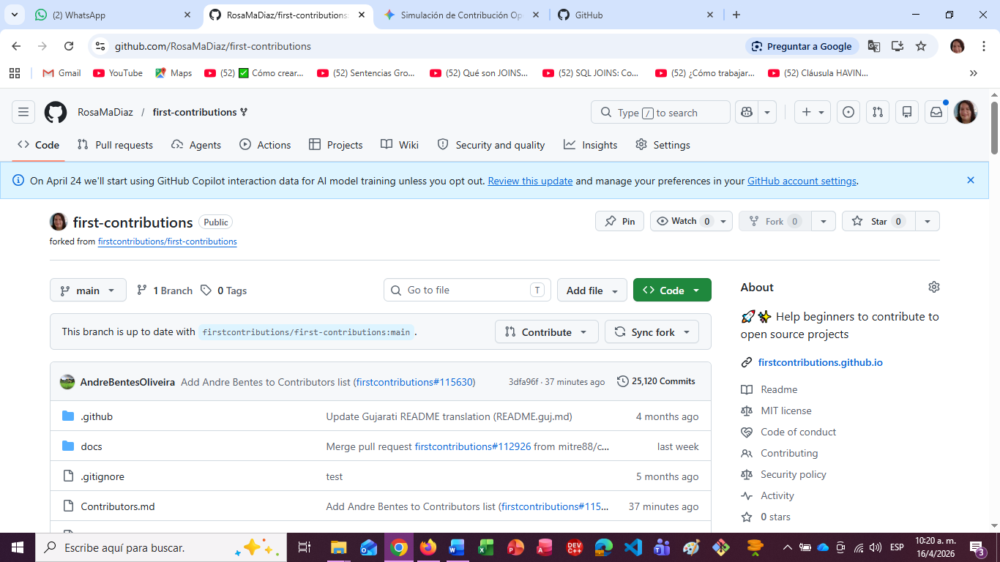 (2) WhatsApp
RosaMaDiaz/first-contributions:
Simulación de Contribución Op
GitHub
github.com/RosaMaDiaz/first-contributions
Preguntar a Google
Gmail
YouTube
Maps
(52) ✅ Cómo crear...
(52) Sentencias Gro...
(52) Qué son JOINS...
(52) SQL JOINS: Co...
(52) ¿Cómo trabajar...
(52) Cláusula HAVIN...
RosaMaDiaz / first-contributions
Type / to search
Code
Pull requests
Agents
Actions
Projects
Wiki
Security and quality
Insights
Settings
On April 24 we'll start using GitHub Copilot interaction data for AI model training unless you opt out. Review this update and manage your preferences in your GitHub account settings.
first-contributions Public
Pin
Watch 0
Fork 0
Star 0
forked from firstcontributions/first-contributions
main
1 Branch
0 Tags
Go to file T
Add file
Code
This branch is up to date with firstcontributions/first-contributions:main .
Contribute
Sync fork
AndreBentesOliveira Add Andre Bentes to Contributors list (firstcontributions#115630) 3dfa96f · 37 minutes ago 25,120 Commits
.github Update Gujarati README translation (README.guj.md) 4 months ago
docs Merge pull request firstcontributions#112926 from mitre88/c... last week
.gitignore test 5 months ago
Contributors.md Add Andre Bentes to Contributors list (firstcontributions#115... 37 minutes ago
About
🚀✨ Help beginners to contribute to
open source projects
firstcontributions.github.io
Readme
MIT license
Code of conduct
Contributing
Security policy
Activity
0 stars
Escribe aquí para buscar.
DEV
C++
ESP
10:20 a. m.
16/4/2026
3